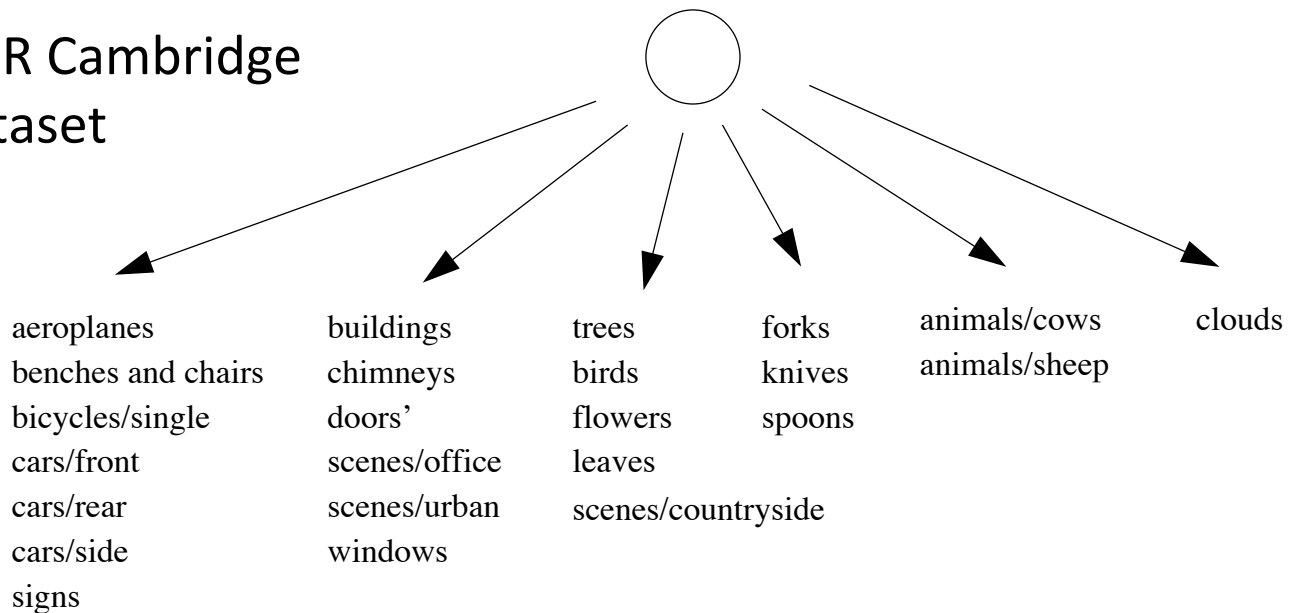 R Cambridge
taset
aeroplanes
benches and chairs
bicycles/single
cars/front
cars/rear
cars/side
signs
buildings
chimneys
doors’
scenes/office
scenes/urban
windows
trees
birds
flowers
leaves
scenes/countryside
forks
knives
spoons
animals/cows
animals/sheep
clouds